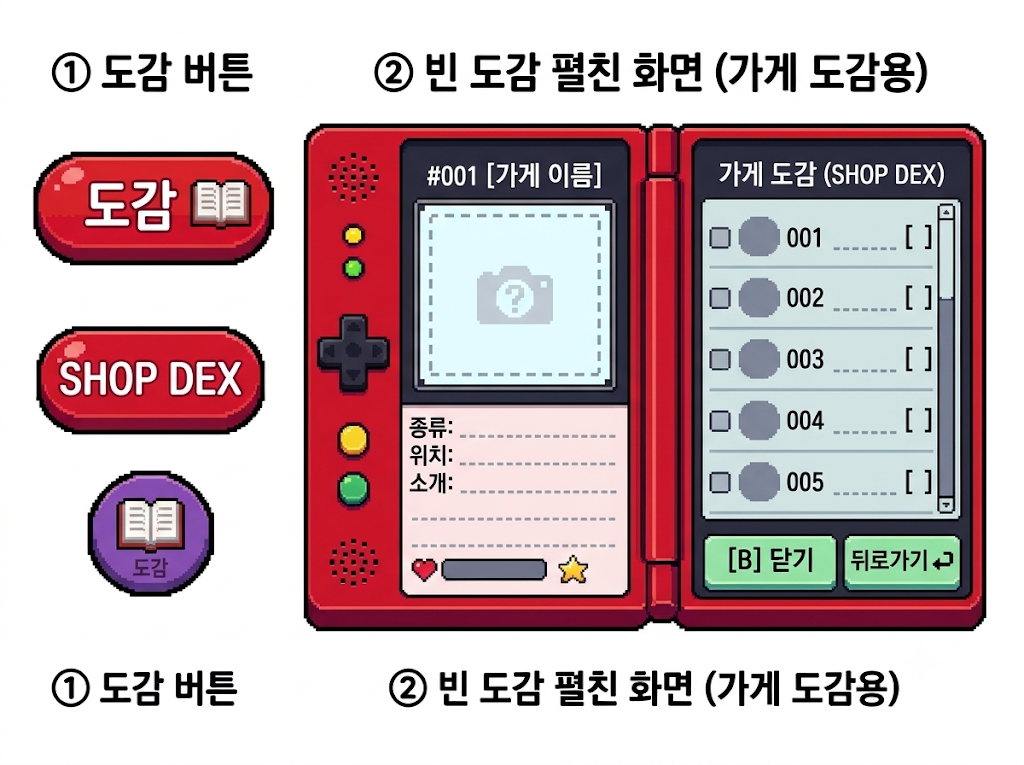 ① 도감 버튼
② 빈 도감 펼친 화면 (가게 도감용)
도감
SHOP DEX
도감
#001 [가게 이름]
?
종류:
위치:
소개:
가게 도감 (SHOP DEX)
001 [ ]
002 [ ]
003 [ ]
004 [ ]
005 [ ]
[B] 닫기
뒤로가기
① 도감 버튼
② 빈 도감 펼친 화면 (가게 도감용)